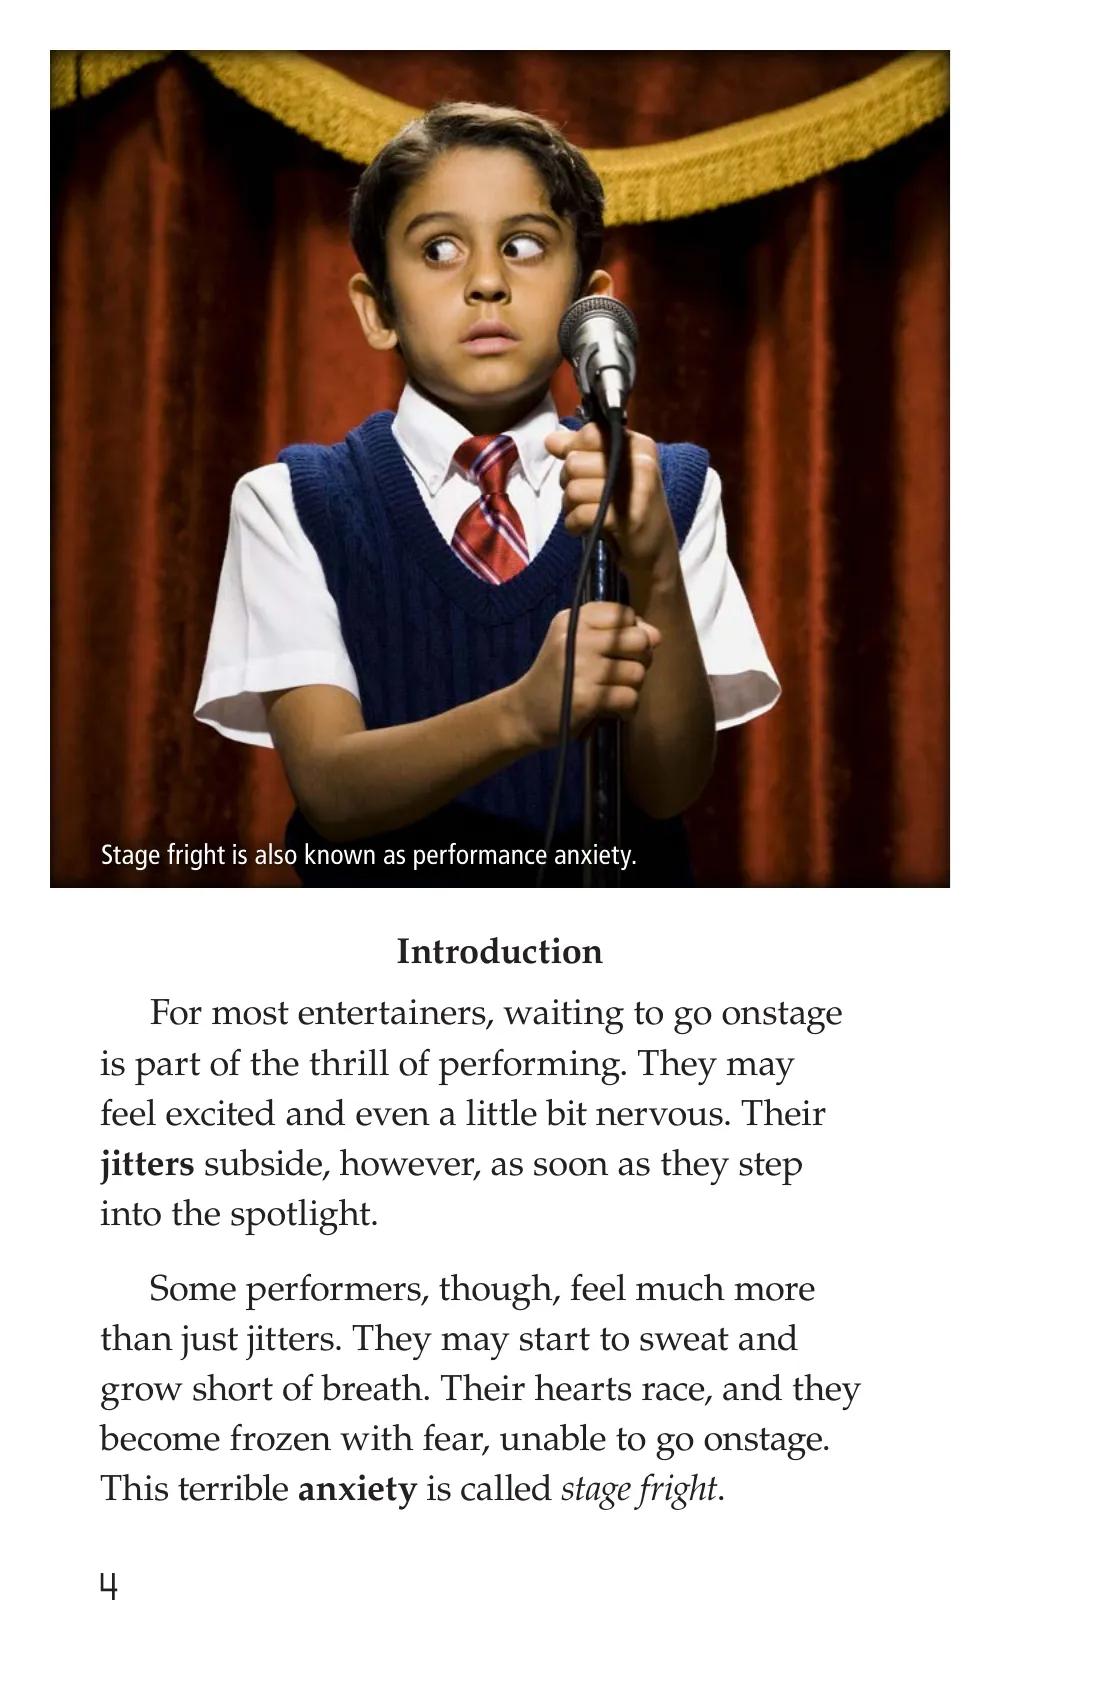 Stage fright is also known as performance anxiety.
Introduction
For most entertainers, waiting to go onstage
is part of the thrill of performing. They may
feel excited and even a little bit nervous. Their
jitters subside, however, as soon as they step
into the spotlight.
Some performers, though, feel much more
than just jitters. They may start to sweat and
grow short of breath. Their hearts race, and they
become frozen with fear, unable to go onstage.
This terrible anxiety is called stage fright.
4